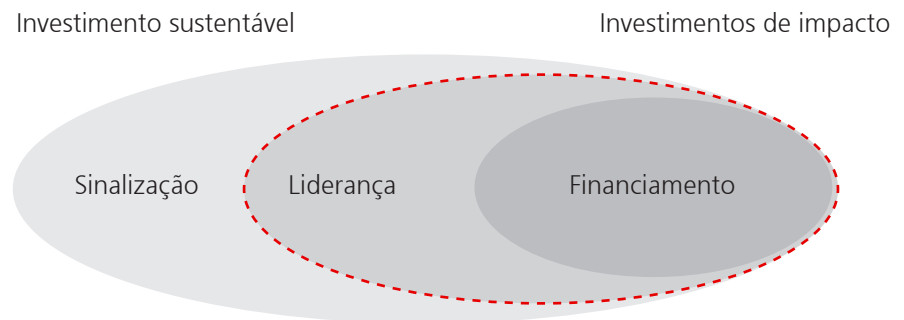 Investimento sustentável
Investimentos de impacto
Sinalização
Liderança
Financiamento